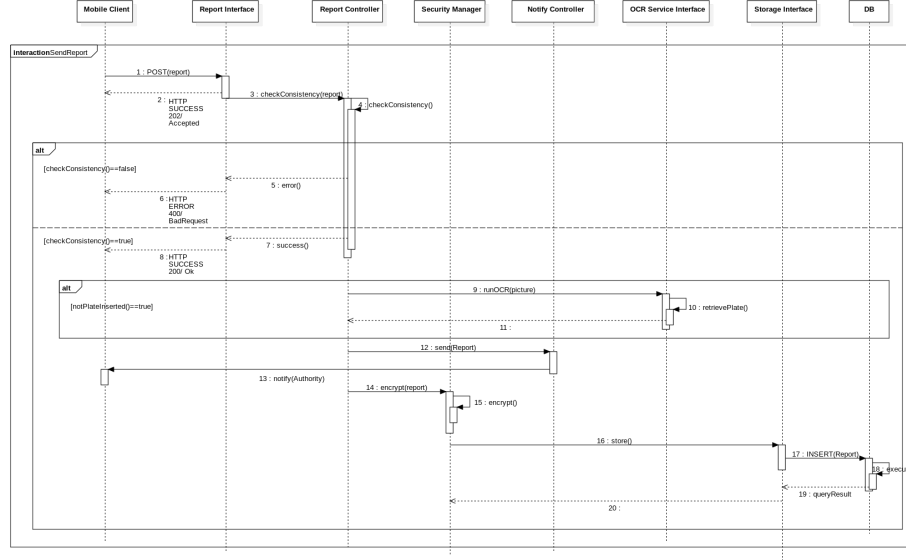 Mobile Client
Report Interface
Report Controller
Security Manager
Notify Controller
OCR Service Interface
Storage Interface
DB
interactionSendReport
1 : POST(report)
2 : HTTP
SUCCESS
202/
Accepted
3 : checkConsistency(report)
4 : checkConsistency()
alt
[checkConsistency()==false]
5 : error()
6 : HTTP
ERROR
400/
BadRequest
[checkConsistency()==true]
7 : success()
8 : HTTP
SUCCESS
200/ Ok
alt
[notPlateInserted()==true]
9 : runOCR(picture)
10 : retrievePlate()
11 :
12 : send(Report)
13 : notify(Authority)
14 : encrypt(report)
15 : encrypt()
16 : store()
17 : INSERT(Report)
18 : execu
19 : queryResult
20 :